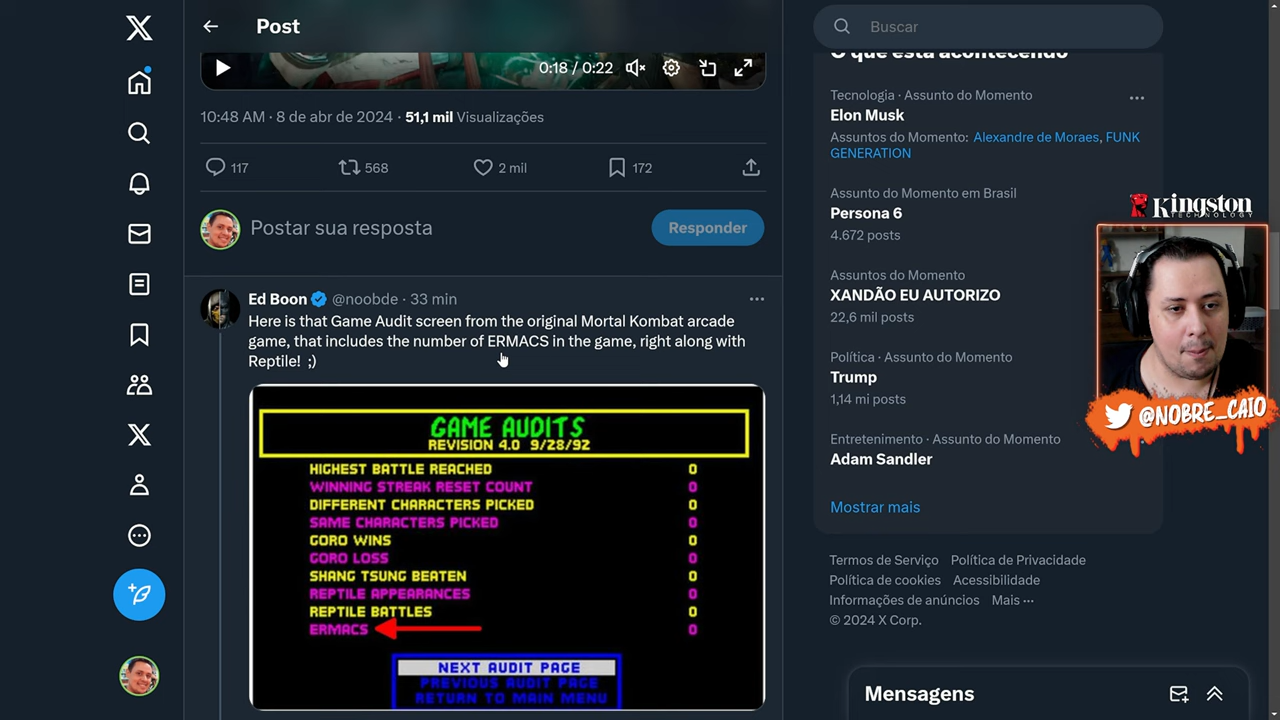 Post
Buscar
0:18 / 0:22
O que está acontecendo
10:48 AM · 8 de abr de 2024 · 51,1 mil Visualizações
117
568
2 mil
172
Postar sua resposta
Responder
Ed Boon @noobde · 33 min
Here is that Game Audit screen from the original Mortal Kombat arcade
game, that includes the number of ERMACS in the game, right along with
Reptile! ;)
GAME AUDITS
REVISION 4.0 9/28/92
HIGHEST BATTLE REACHED 0
WINNING STREAK RESET COUNT 0
DIFFERENT CHARACTERS PICKED 0
SAME CHARACTERS PICKED 0
GORO WINS 0
GORO LOSS 0
SHANG TSUNG BEATEN 0
REPTILE APPEARANCES 0
REPTILE BATTLES 0
ERMACS 0
NEXT AUDIT PAGE
PREVIOUS AUDIT PAGE
RETURN TO MAIN MENU
Tecnologia · Assunto do Momento
Elon Musk
Assuntos do Momento: Alexandre de Moraes, FUNK
GENERATION
Assunto do Momento em Brasil
Persona 6
4.672 posts
Assuntos do Momento
XANDÃO EU AUTORIZO
22,6 mil posts
Política · Assunto do Momento
Trump
1,14 mi posts
Entretenimento · Assunto do Momento
Adam Sandler
Mostrar mais
Termos de Serviço Política de Privacidade
Política de cookies Acessibilidade
Informações de anúncios Mais ···
© 2024 X Corp.
Mensagens
Kingston
TECHNOLOGY
@NOBRE_CAIO